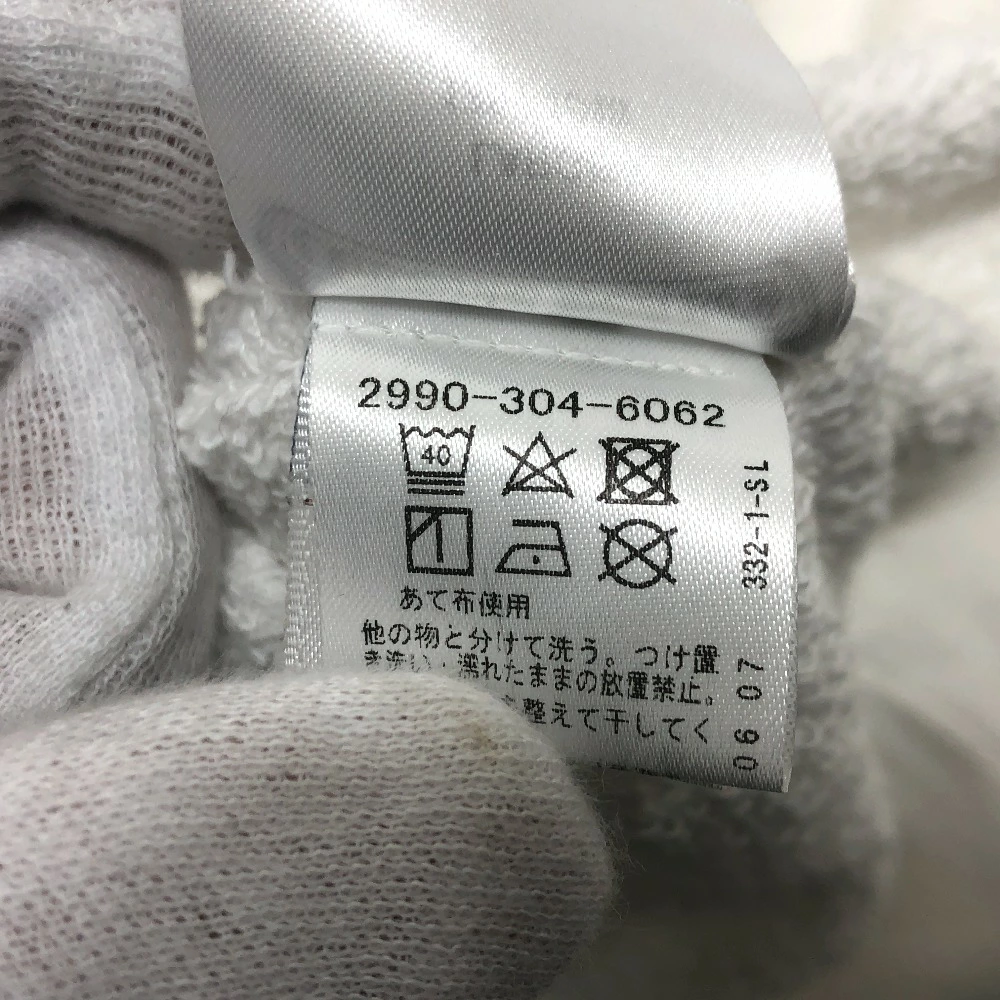 2990-304-6062
40
あて布使用
他の物と分けて洗う。つけ置
き洗い・濡れたままの放置禁止。
整えて干してく
332-1-SL
06 07